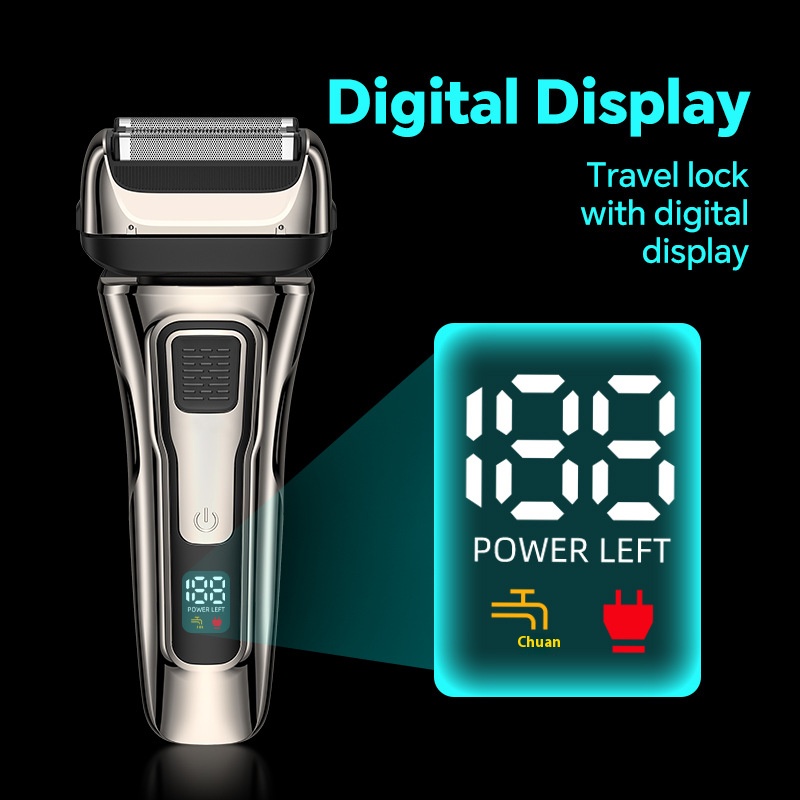 Digital Display
Travel lock
with digital
display
188
POWER LEFT
Chuan
188
POWER LEFT